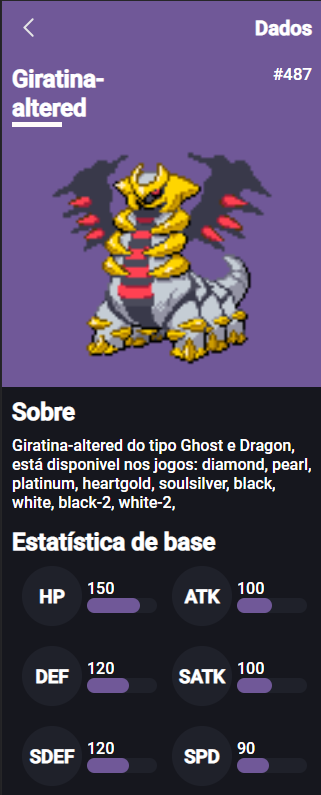 Dados
Giratina-
altered
#487
Sobre
Giratina-altered do tipo Ghost e Dragon,
está disponivel nos jogos: diamond, pearl,
platinum, heartgold, soulsilver, black,
white, black-2, white-2,
Estatística de base
HP 150 ATK 100
DEF 120 SATK 100
SDEF 120 SPD 90